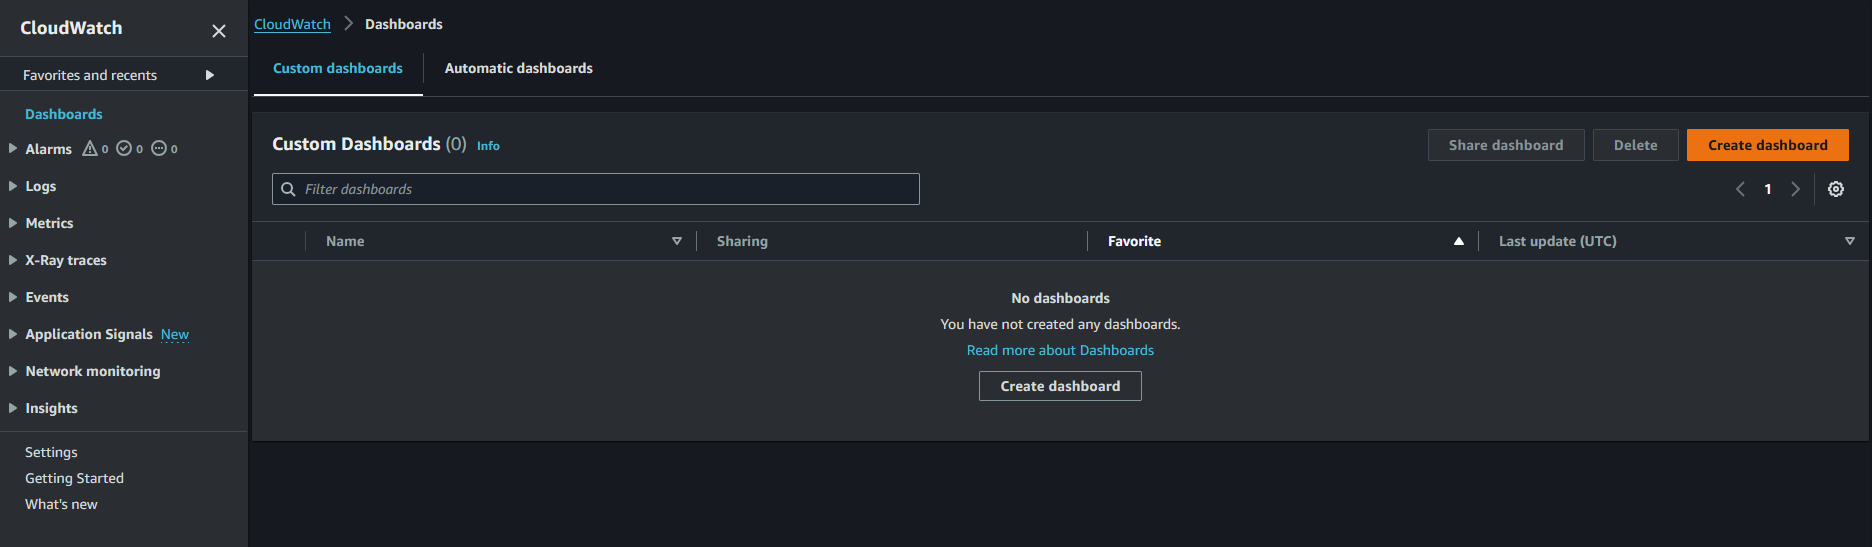 CloudWatch
Favorites and recents
Dashboards
Alarms 0 0 0
Logs
Metrics
X-Ray traces
Events
Application Signals New
Network monitoring
Insights
Settings
Getting Started
What's new
CloudWatch Dashboards
Custom dashboards Automatic dashboards
Custom Dashboards (0) Info
Share dashboard Delete Create dashboard
Filter dashboards
1
Name Sharing Favorite Last update (UTC)
No dashboards
You have not created any dashboards.
Read more about Dashboards
Create dashboard